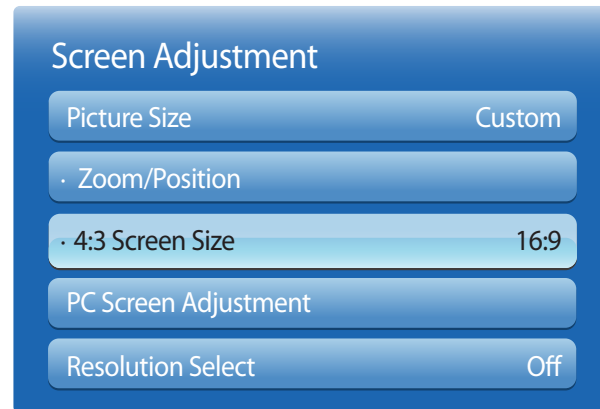 Screen Adjustment
Picture Size Custom
· Zoom/Position
· 4:3 Screen Size 16:9
PC Screen Adjustment
Resolution Select Off